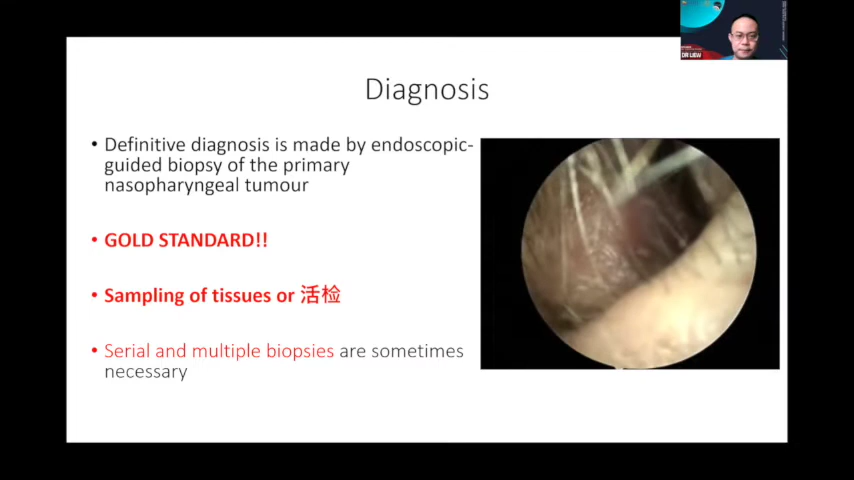 DR LIEW
Diagnosis
• Definitive diagnosis is made by endoscopic-
guided biopsy of the primary
nasopharyngeal tumour
• GOLD STANDARD!!
• Sampling of tissues or 活检
• Serial and multiple biopsies are sometimes
necessary